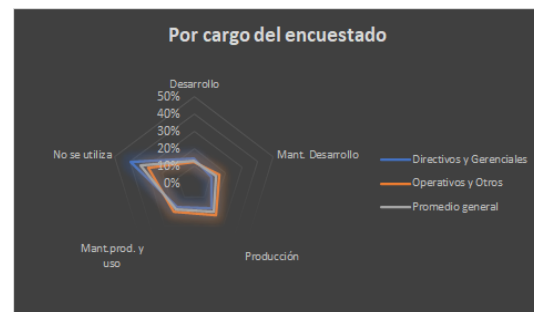 Por cargo del encuestado
Desarrollo
50%
40%
30%
20%
10%
0%
No se utiliza
Mant. Desarrollo
Mant.prod. y
uso
Producción
Directivos y Gerenciales
Operativos y Otros
Promedio general